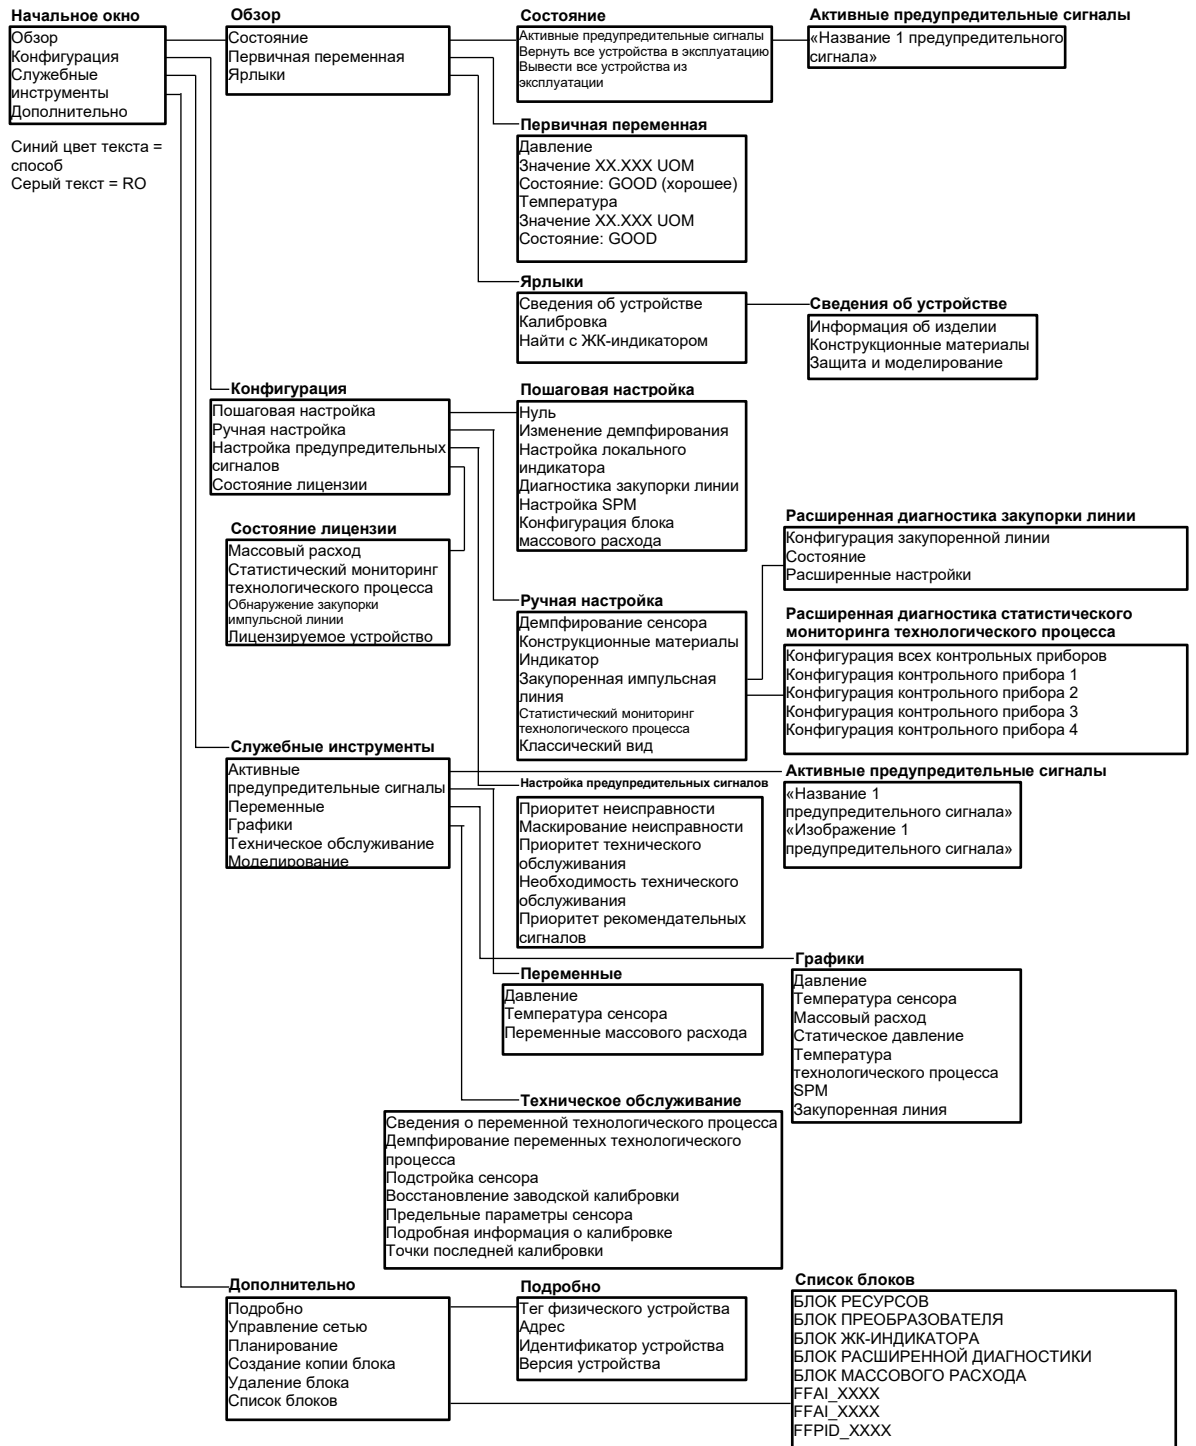 Начальное окно
Обзор
Конфигурация
Служебные
инструменты
Дополнительно
Синий цвет текста =
способ
Серый текст = RO
Обзор
Состояние
Первичная переменная
Ярлыки
Состояние
Активные предупредительные сигналы
Вернуть все устройства в эксплуатацию
Вывести все устройства из
эксплуатации
Активные предупредительные сигналы
«Название 1 предупредительного
сигнала»
Первичная переменная
Давление
Значение XX.XXX UOM
Состояние: GOOD (хорошее)
Температура
Значение XX.XXX UOM
Состояние: GOOD
Ярлыки
Сведения об устройстве
Калибровка
Найти с ЖК-индикатором
Сведения об устройстве
Информация об изделии
Конструкционные материалы
Защита и моделирование
Конфигурация
Пошаговая настройка
Ручная настройка
Настройка предупредительных
сигналов
Состояние лицензии
Пошаговая настройка
Нуль
Изменение демпфирования
Настройка локального
индикатора
Диагностика закупорки линии
Настройка SPM
Конфигурация блока
массового расхода
Состояние лицензии
Массовый расход
Статистический мониторинг
технологического процесса
Обнаружение закупорки
импульсной линии
Лицензируемое устройство
Расширенная диагностика закупорки линии
Конфигурация закупоренной линии
Состояние
Расширенные настройки
Ручная настройка
Демпфирование сенсора
Конструкционные материалы
Индикатор
Закупоренная импульсная
линия
Статистический мониторинг
технологического процесса
Классический вид
Расширенная диагностика статистического
мониторинга технологического процесса
Конфигурация всех контрольных приборов
Конфигурация контрольного прибора 1
Конфигурация контрольного прибора 2
Конфигурация контрольного прибора 3
Конфигурация контрольного прибора 4
Служебные инструменты
Активные
предупредительные сигналы
Переменные
Графики
Техническое обслуживание
Моделирование
Настройка предупредительных сигналов
Приоритет неисправности
Маскирование неисправности
Приоритет технического
обслуживания
Необходимость технического
обслуживания
Приоритет рекомендательных
сигналов
Активные предупредительные сигналы
«Название 1
предупредительного сигнала»
«Изображение 1
предупредительного сигнала»
Переменные
Давление
Температура сенсора
Переменные массового расхода
Графики
Давление
Температура сенсора
Массовый расход
Статическое давление
Температура
технологического процесса
SPM
Закупоренная линия
Техническое обслуживание
Сведения о переменной технологического процесса
Демпфирование переменных технологического
процесса
Подстройка сенсора
Восстановление заводской калибровки
Предельные параметры сенсора
Подробная информация о калибровке
Точки последней калибровки
Дополнительно
Подробно
Управление сетью
Планирование
Создание копии блока
Удаление блока
Список блоков
Подробно
Тег физического устройства
Адрес
Идентификатор устройства
Версия устройства
Список блоков
БЛОК РЕСУРСОВ
БЛОК ПРЕОБРАЗОВАТЕЛЯ
БЛОК ЖК-ИНДИКАТОРА
БЛОК РАСШИРЕННОЙ ДИАГНОСТИКИ
БЛОК МАССОВОГО РАСХОДА
FFAI_XXXX
FFAI_XXXX
FFPID_XXXX